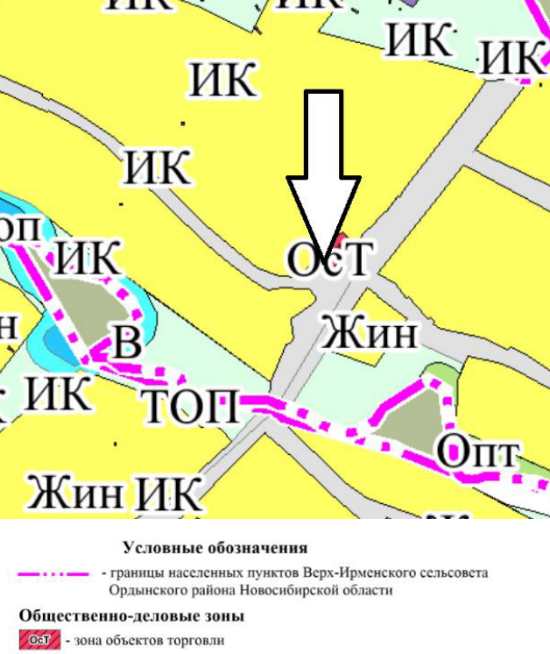 ИК
ИК
ИК
ИК
ИК
ИК
ОсТ
оп
ИК
Жин
н
В
ИК
ТОП
Опт
Жин ИК
Условные обозначения
- границы населенных пунктов Верх-Ирменского сельсовета
Ордынского района Новосибирской области
Общественно-деловые зоны
ОсТ - зона объектов торговли